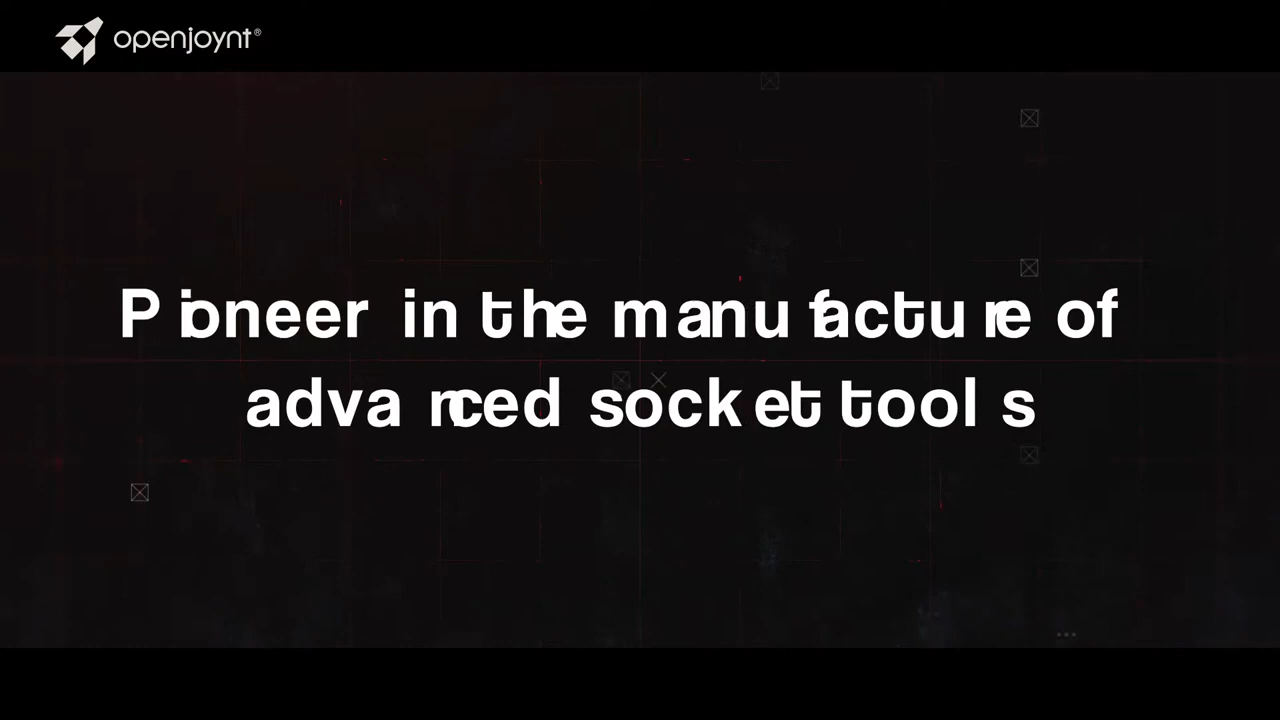 openjoynt®
Pioneer in the manufacture of
advanced socket tools